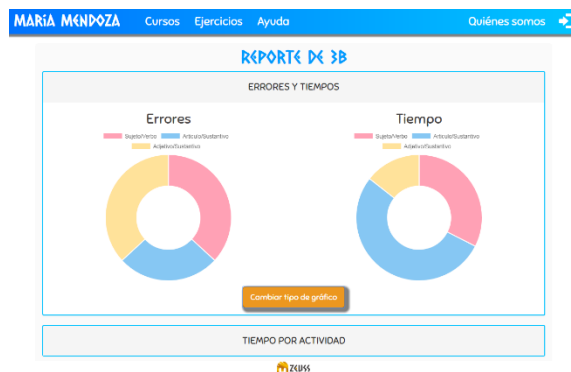 MARÍA MENDOZA Cursos Ejercicios Ayuda Quiénes somos
REPORTE DE 3B
ERRORES Y TIEMPOS
Errores
Sujeto/Verbo Artículo/Sustantivo
Adjetivo/Sustantivo
Tiempo
Sujeto/Verbo Artículo/Sustantivo
Adjetivo/Sustantivo
Cambiar tipo de gráfico
TIEMPO POR ACTIVIDAD
ZEUSS